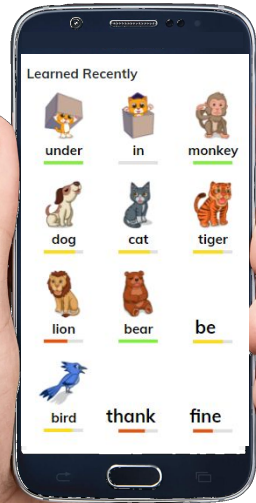 Learned Recently
under in monkey
dog cat tiger
lion bear be
bird thank fine